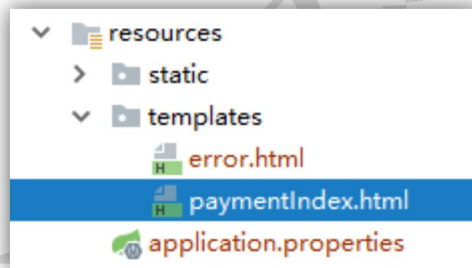 resources
static
templates
error.html
paymentIndex.html
application.properties